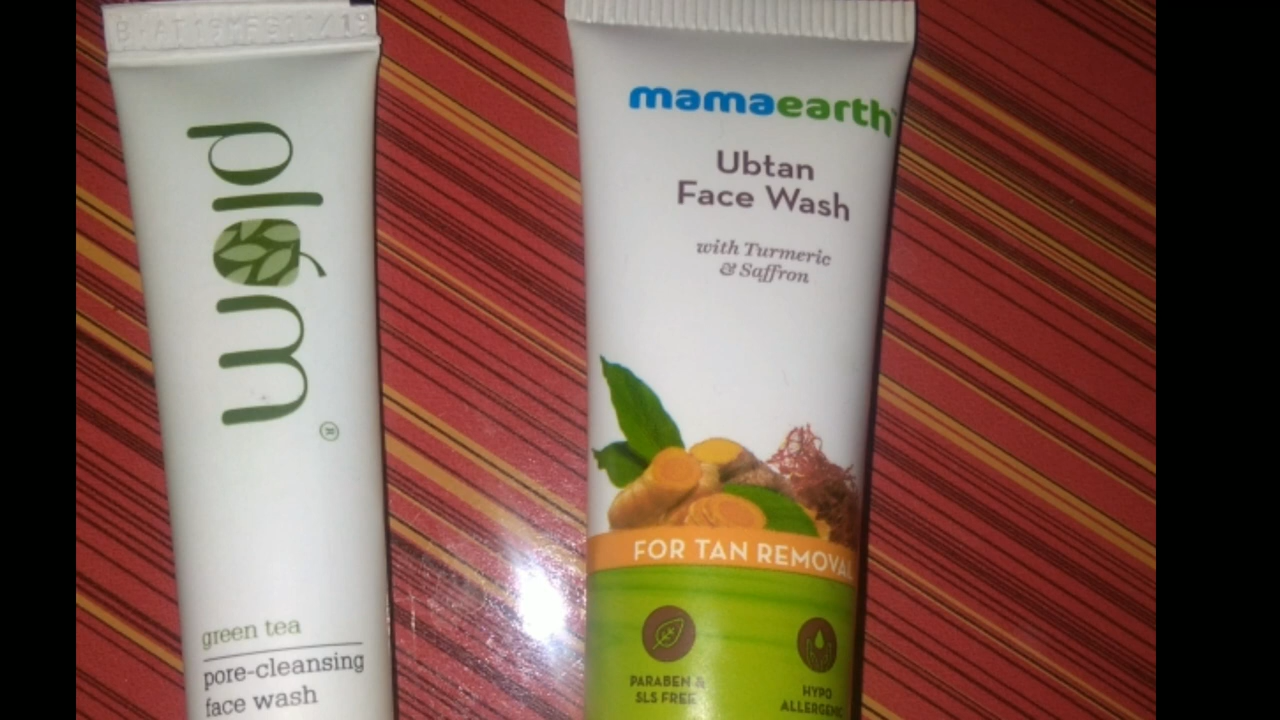 plum
®
green tea
pore-cleansing
face wash
mamaearth
Ubtan
Face Wash
with Turmeric
& Saffron
FOR TAN REMOVAL
PARABEN &
SLS FREE
HYPO
ALLERGENIC